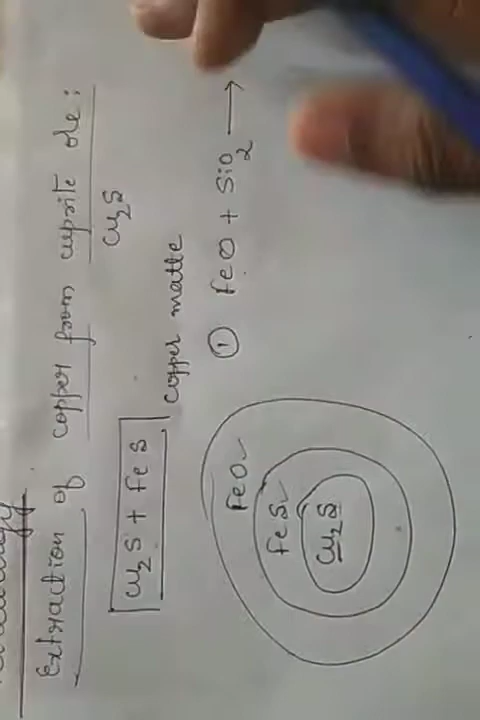 Extraction of copper from cuprite ore:
Cu2S
Cu2S + FeS
copper matte
① FeO + SiO2 →
FeO
FeS
Cu2S